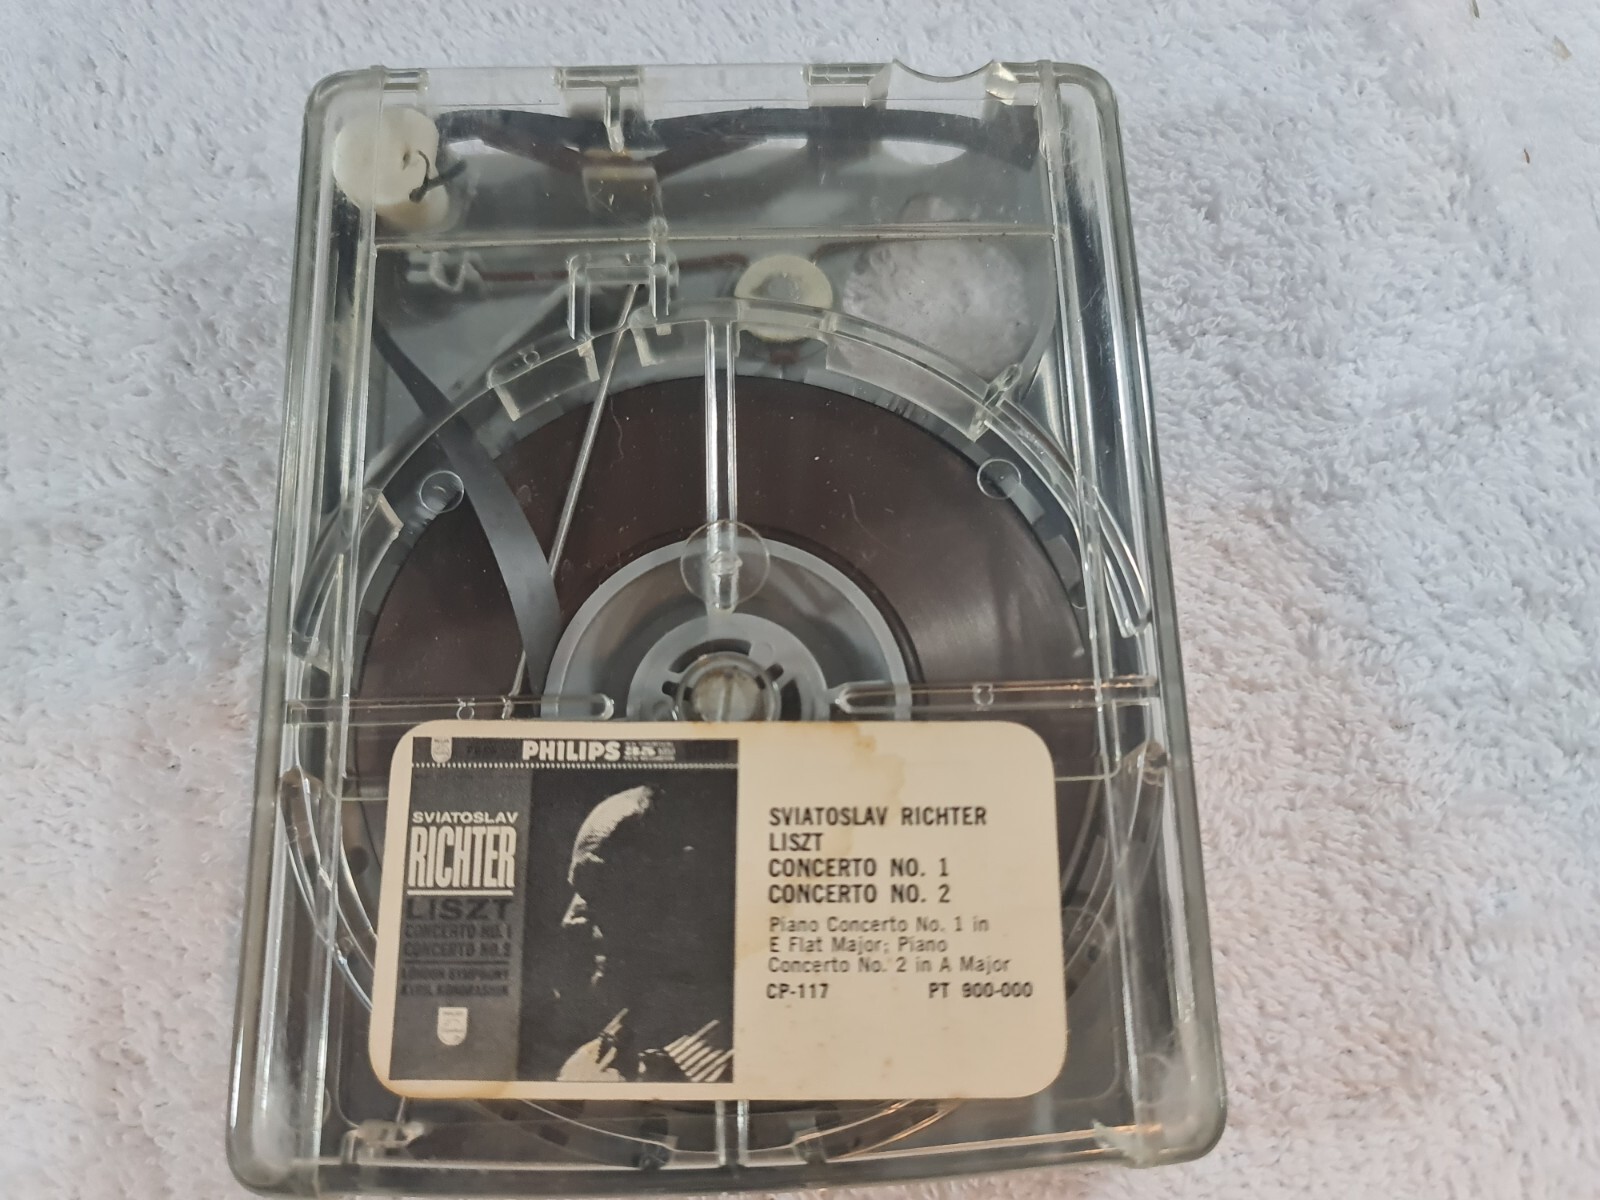 PHILIPS
SVIATOSLAV
RICHTER
LISZT
CONCERTO NO. 1
CONCERTO NO. 2
LONDON SYMPHONY
KYRIL KONDRASHIN
SVIATOSLAV RICHTER
LISZT
CONCERTO NO. 1
CONCERTO NO. 2
Piano Concerto No. 1 in
E Flat Major; Piano
Concerto No. 2 in A Major
CP-117 PT 900-000